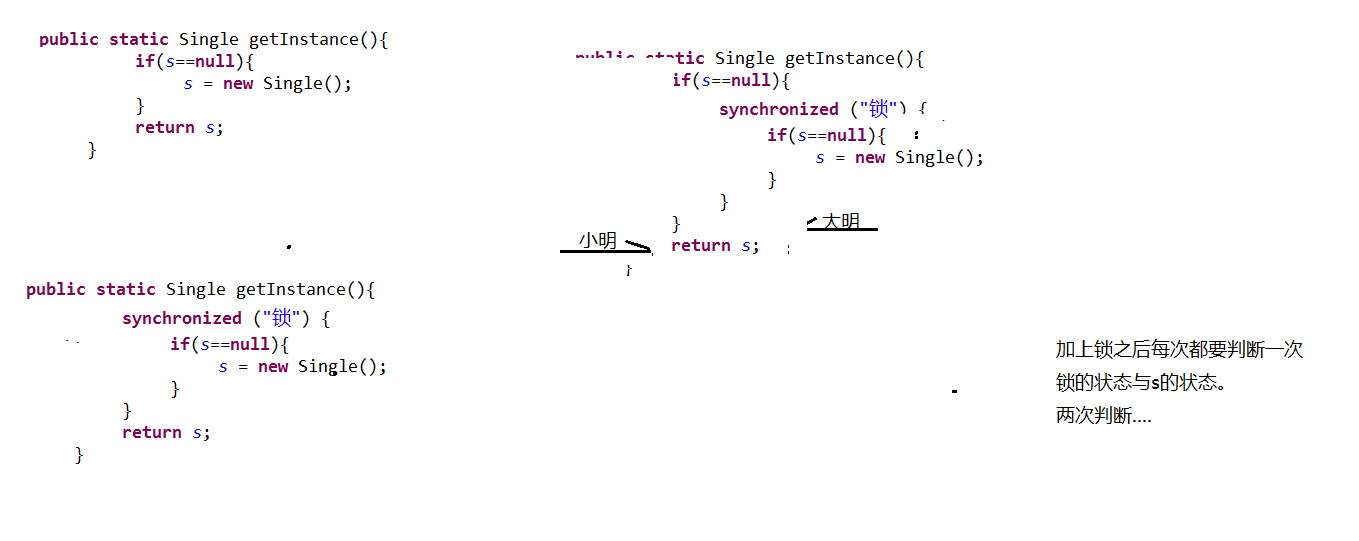 public static Single getInstance(){
if(s==null){
s = new Single();
}
return s;
}
public static Single getInstance(){
if(s==null){
synchronized ("锁") {
if(s==null){
s = new Single();
}
}
}
大明
小明
return s;
}
public static Single getInstance(){
synchronized ("锁") {
if(s==null){
s = new Single();
}
}
return s;
}
加上锁之后每次都要判断一次
锁的状态与s的状态。
两次判断....